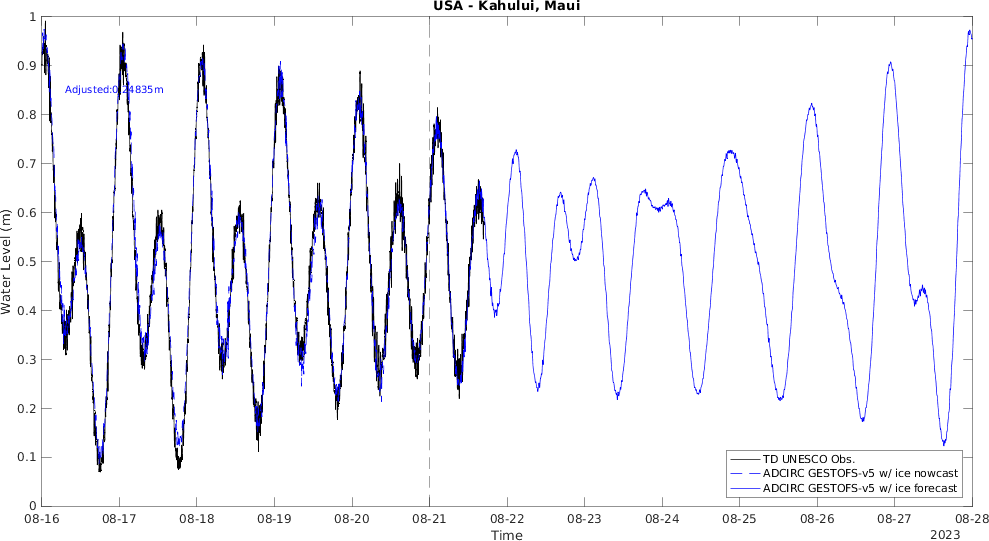 USA - Kahului, Maui
1
0.9
0.8
0.7
0.6
0.5
0.4
0.3
0.2
0.1
0
Water Level (m)
Adjusted:0.24835m
TD UNESCO Obs.
ADCIRC GESTOFS-v5 w/ ice nowcast
ADCIRC GESTOFS-v5 w/ ice forecast
08-16 08-17 08-18 08-19 08-20 08-21 08-22 08-23 08-24 08-25 08-26 08-27 08-28
Time
2023